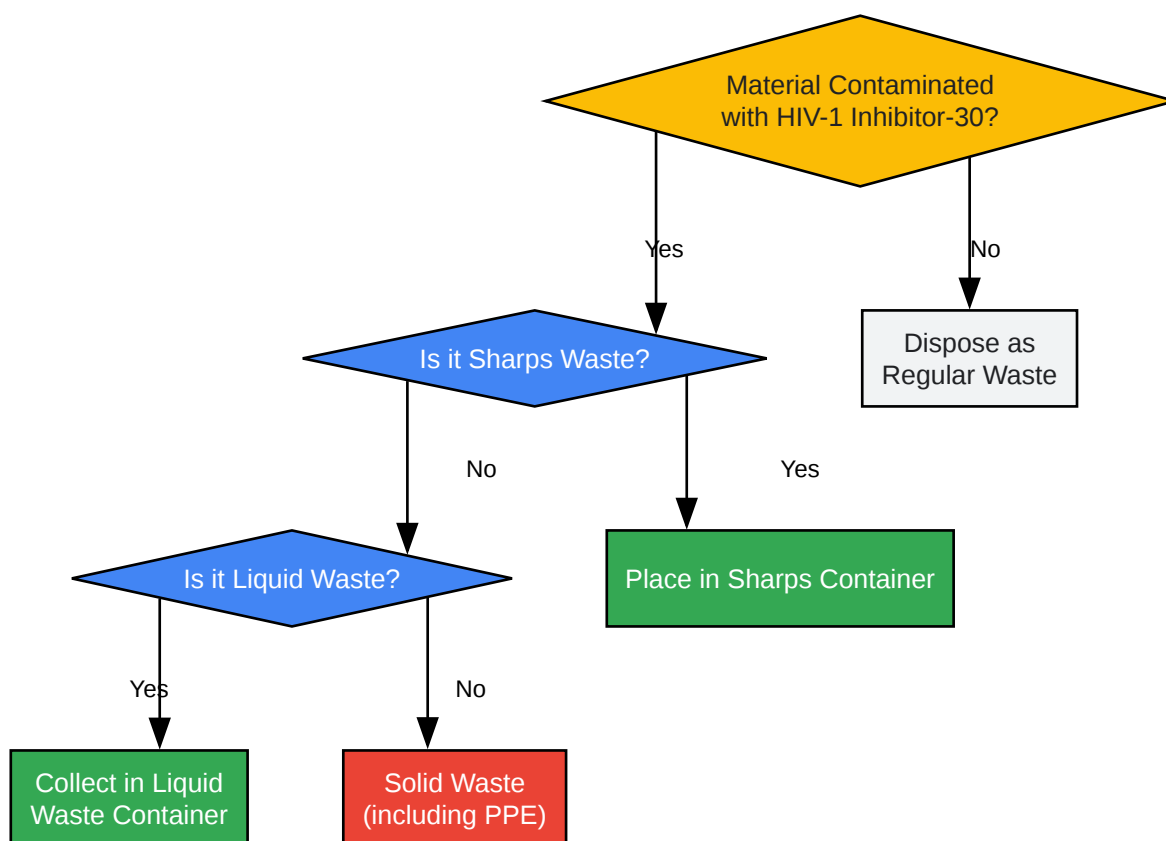 Material Contaminated
with HIV-1 Inhibitor-30?
Yes
No
Is it Sharps Waste?
Dispose as
Regular Waste
No
Yes
Is it Liquid Waste?
Place in Sharps Container
Yes
No
Collect in Liquid
Waste Container
Solid Waste
(including PPE)